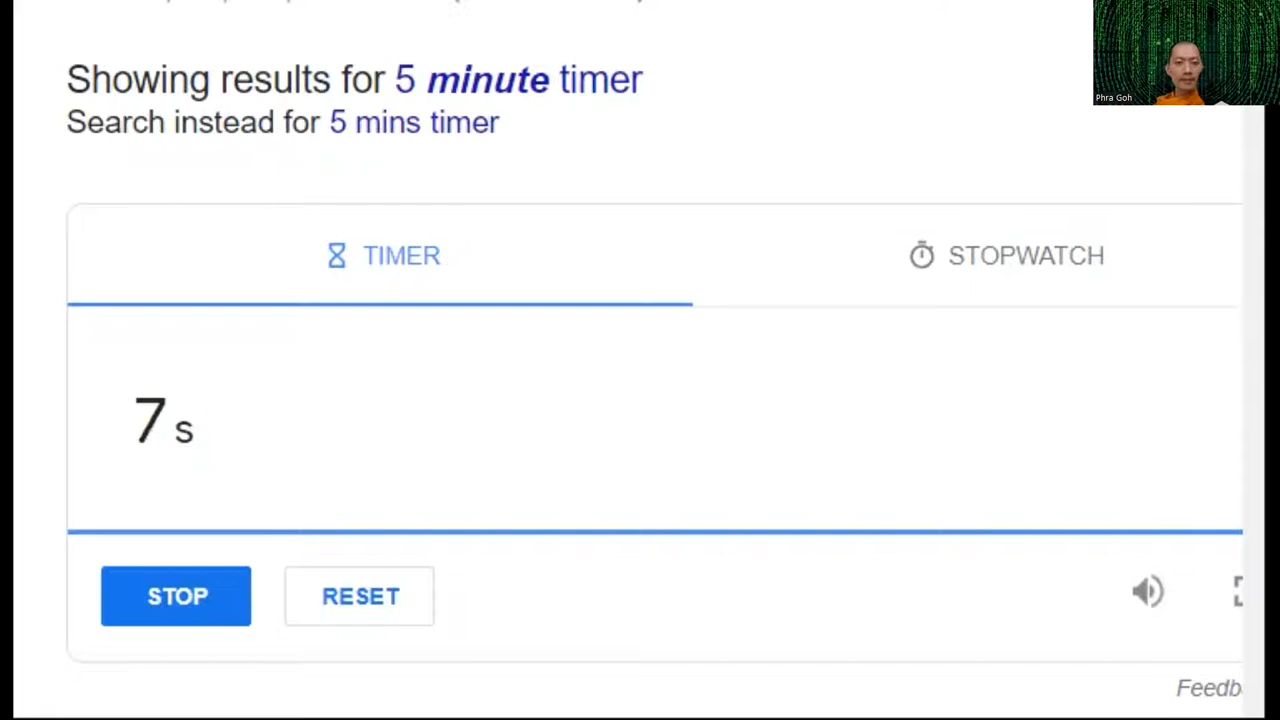 Showing results for 5 minute timer
Search instead for 5 mins timer
Phra Goh
TIMER
STOPWATCH
7 s
STOP
RESET